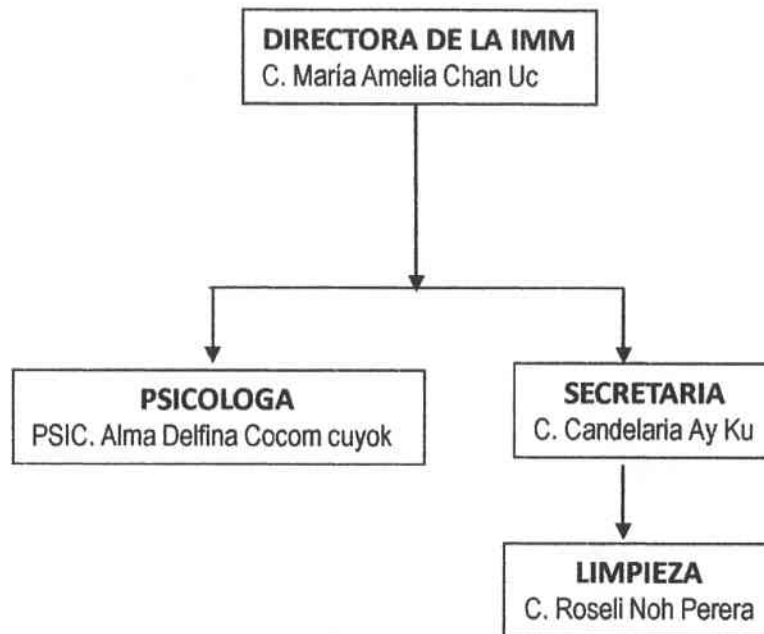 DIRECTORA DE LA IMM
C. María Amelia Chan Uc
PSICOLOGA
PSIC. Alma Delfina Cocom cuyok
SECRETARIA
C. Candelaria Ay Ku
LIMPIEZA
C. Roseli Noh Perera